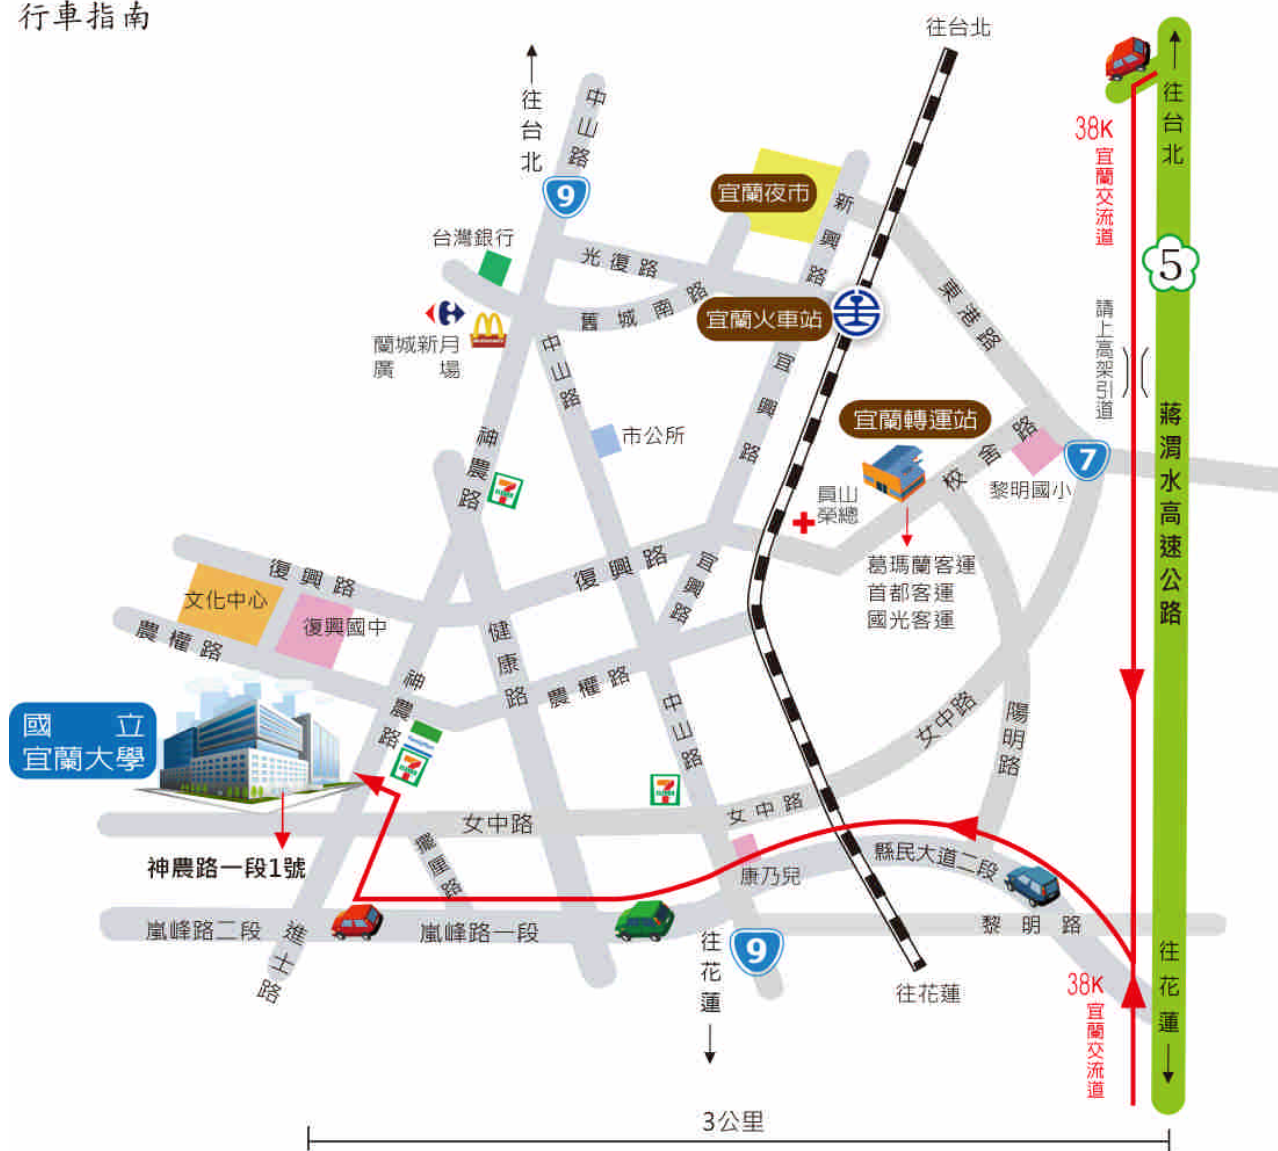 行車指南
往台北
往台北
中山路
9
往台北
38K
宜蘭交流道
5
宜蘭夜市
新興路
台灣銀行
光復路
舊城南路
宜蘭火車站
東港路
請上高架引道
蘭城新月
廣場
中山路
宜興路
蔣渭水高速公路
宜蘭轉運站
神農路
市公所
校舍路
7
黎明國小
員山
榮總
7
ELEVEN
葛瑪蘭客運
首都客運
國光客運
復興路
復興路
宜興路
文化中心
復興國中
農權路
健康路
農權路
神農路
中山路
女中路
陽明路
國立
宜蘭大學
FamilyMart
7
ELEVEN
7
ELEVEN
女中路
女中路
神農路一段1號
擺厘路
康乃兒
縣民大道二段
嵐峰路二段
進士路
嵐峰路一段
黎明路
往花蓮
9
往花蓮
38K
宜蘭交流道
往花蓮
3公里